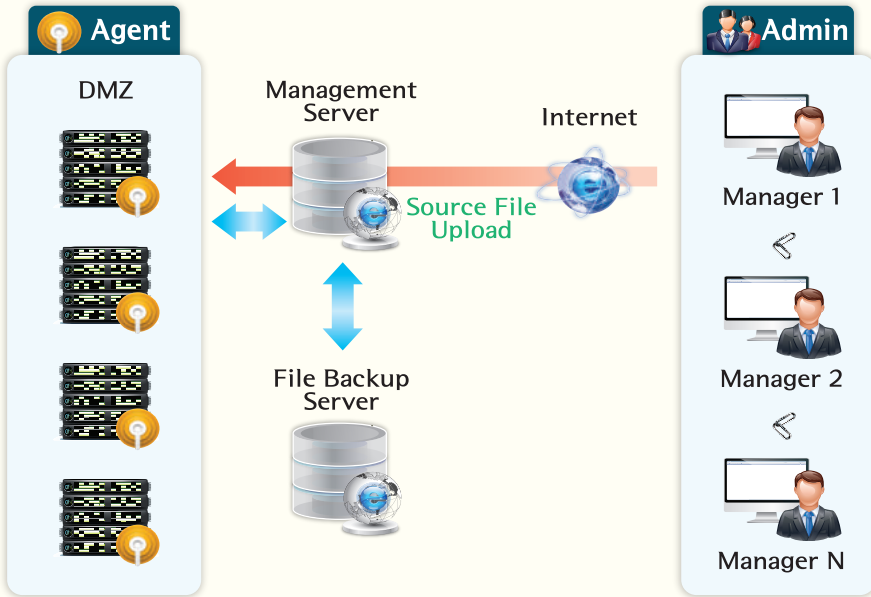 Agent
Admin
DMZ
Management
Server
Internet
Source File
Upload
File Backup
Server
Manager 1
Manager 2
Manager N